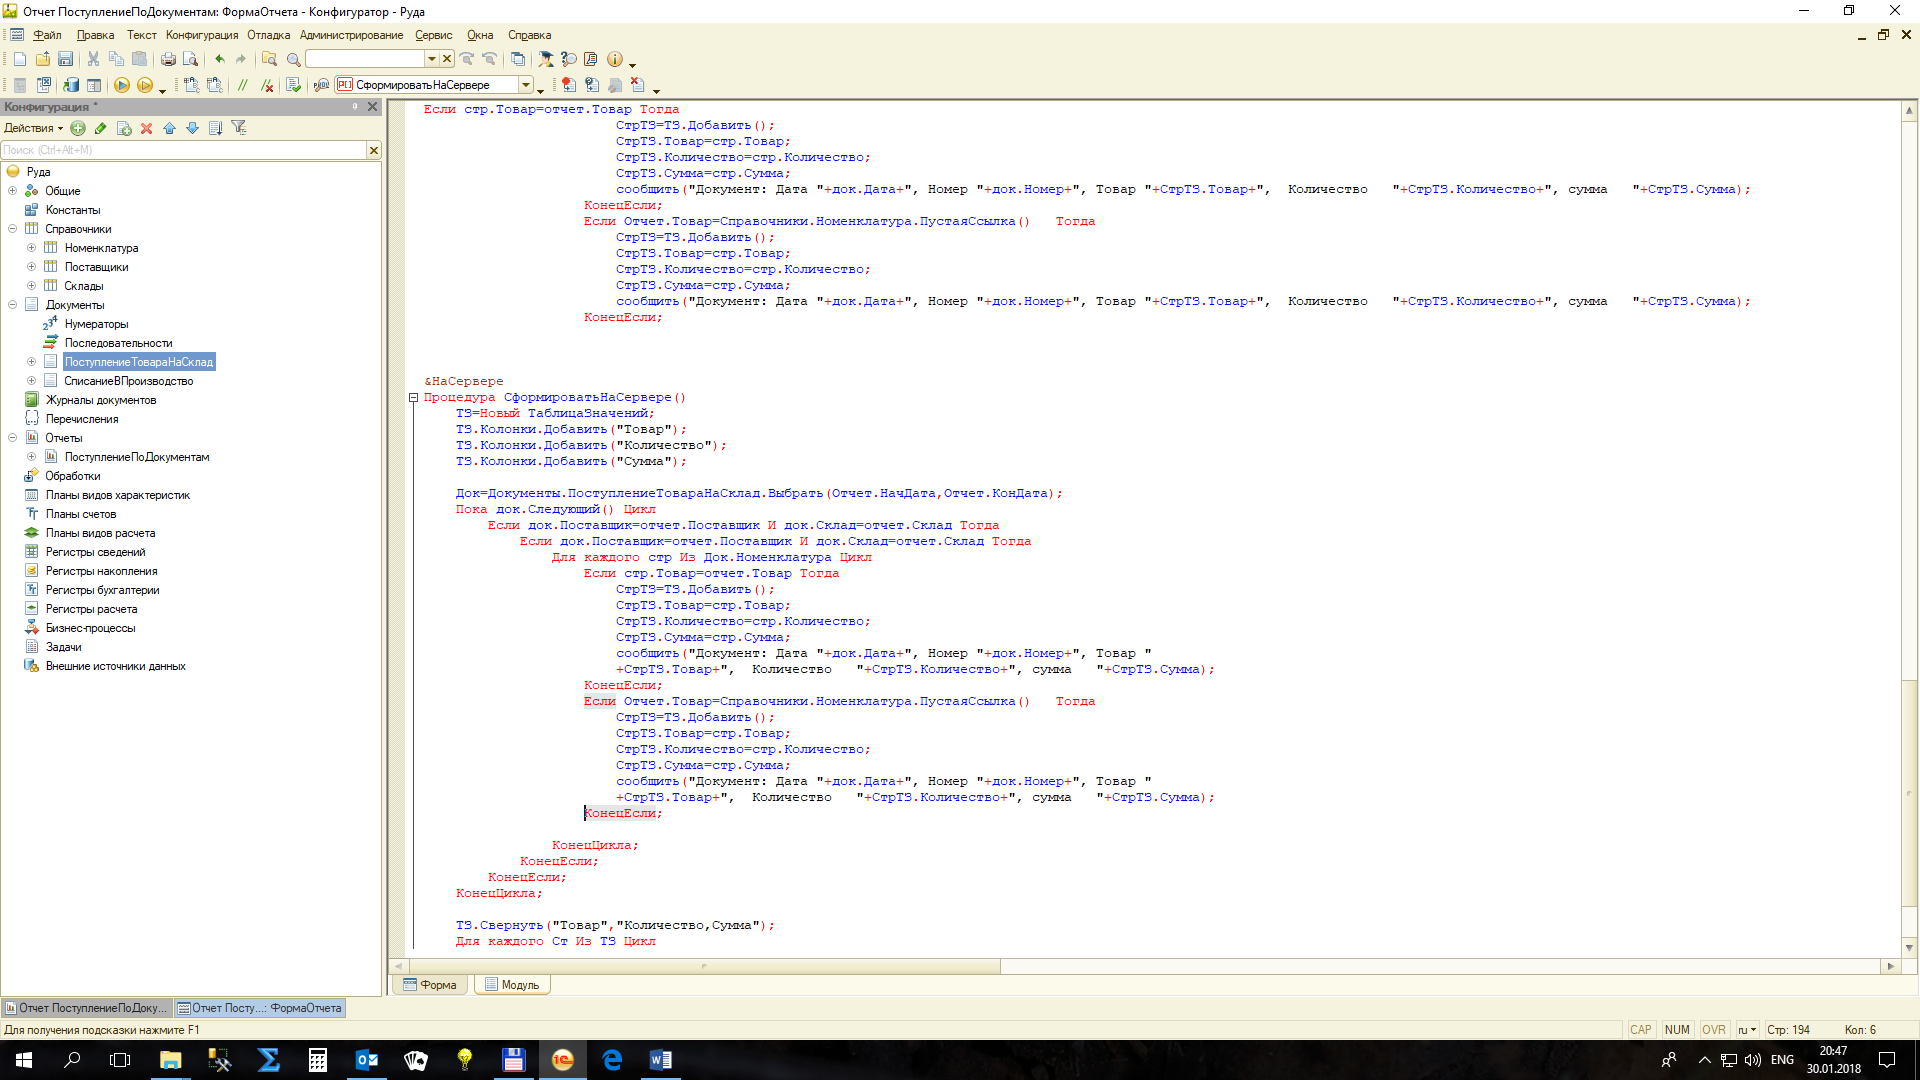 Отчет ПоступлениеПоДокументам: ФормаОтчета - Конфигуратор - Руда
Файл Правка Текст Конфигурация Отладка Администрирование Сервис Окна Справка
СформироватьНаСервере
Конфигурация *
Действия
Поиск (Ctrl+Alt+M)
Руда
Общие
Константы
Справочники
Номенклатура
Поставщики
Склады
Документы
Нумераторы
Последовательности
ПоступлениеТовараНаСклад
СписаниеВПроизводство
Журналы документов
Перечисления
Отчеты
ПоступлениеПоДокументам
Обработки
Планы видов характеристик
Планы счетов
Планы видов расчета
Регистры сведений
Регистры накопления
Регистры бухгалтерии
Регистры расчета
Бизнес-процессы
Задачи
Внешние источники данных
Если стр.Товар=отчет.Товар Тогда
СтрТЗ=ТЗ.Добавить();
СтрТЗ.Товар=стр.Товар;
СтрТЗ.Количество=стр.Количество;
СтрТЗ.Сумма=стр.Сумма;
сообщить("Документ: Дата "+док.Дата+", Номер "+док.Номер+", Товар "+СтрТЗ.Товар+",  Количество   "+СтрТЗ.Количество+", сумма   "+СтрТЗ.Сумма);
КонецЕсли;
Если Отчет.Товар=Справочники.Номенклатура.ПустаяСсылка()   Тогда
СтрТЗ=ТЗ.Добавить();
СтрТЗ.Товар=стр.Товар;
СтрТЗ.Количество=стр.Количество;
СтрТЗ.Сумма=стр.Сумма;
сообщить("Документ: Дата "+док.Дата+", Номер "+док.Номер+", Товар "+СтрТЗ.Товар+",  Количество   "+СтрТЗ.Количество+", сумма   "+СтрТЗ.Сумма);
КонецЕсли;
&НаСервере
Процедура СформироватьНаСервере()
ТЗ=Новый ТаблицаЗначений;
ТЗ.Колонки.Добавить("Товар");
ТЗ.Колонки.Добавить("Количество");
ТЗ.Колонки.Добавить("Сумма");
Док=Документы.ПоступлениеТовараНаСклад.Выбрать(Отчет.НачДата,Отчет.КонДата);
Пока док.Следующий() Цикл
Если док.Поставщик=отчет.Поставщик И док.Склад=отчет.Склад Тогда
Если док.Поставщик=отчет.Поставщик И док.Склад=отчет.Склад Тогда
Для каждого стр Из Док.Номенклатура Цикл
Если стр.Товар=отчет.Товар Тогда
СтрТЗ=ТЗ.Добавить();
СтрТЗ.Товар=стр.Товар;
СтрТЗ.Количество=стр.Количество;
СтрТЗ.Сумма=стр.Сумма;
сообщить("Документ: Дата "+док.Дата+", Номер "+док.Номер+", Товар "
+СтрТЗ.Товар+",  Количество   "+СтрТЗ.Количество+", сумма   "+СтрТЗ.Сумма);
КонецЕсли;
Если Отчет.Товар=Справочники.Номенклатура.ПустаяСсылка()   Тогда
СтрТЗ=ТЗ.Добавить();
СтрТЗ.Товар=стр.Товар;
СтрТЗ.Количество=стр.Количество;
СтрТЗ.Сумма=стр.Сумма;
сообщить("Документ: Дата "+док.Дата+", Номер "+док.Номер+", Товар "
+СтрТЗ.Товар+",  Количество   "+СтрТЗ.Количество+", сумма   "+СтрТЗ.Сумма);
КонецЕсли;
КонецЦикла;
КонецЕсли;
КонецЕсли;
КонецЦикла;
ТЗ.Свернуть("Товар","Количество,Сумма");
Для каждого Ст Из ТЗ Цикл
Форма Модуль
Отчет ПоступлениеПоДоку... Отчет Посту...: ФормаОтчета
Для получения подсказки нажмите F1 CAP NUM OVR ru Стр: 194 Кол: 6
ENG 20:47
30.01.2018